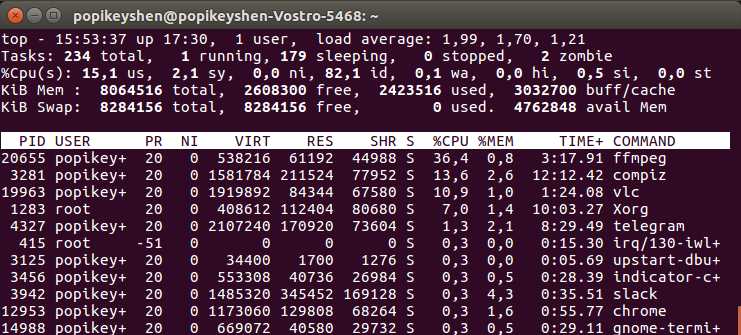 popikeyshen@popikeyshen-Vostro-5468: ~
top - 15:53:37 up 17:30,  1 user,  load average: 1,99, 1,70, 1,21
Tasks: 234 total,   1 running, 179 sleeping,   0 stopped,   2 zombie
%Cpu(s): 15,1 us,  2,1 sy,  0,0 ni, 82,1 id,  0,1 wa,  0,0 hi,  0,5 si,  0,0 st
KiB Mem :  8064516 total,  2608300 free,  2423516 used,  3032700 buff/cache
KiB Swap:  8284156 total,  8284156 free,        0 used.  4762848 avail Mem
PID USER      PR  NI    VIRT    RES    SHR S  %CPU %MEM     TIME+ COMMAND
20655 popikey+  20   0  538216  61192  44988 S  36,4  0,8   3:17.91 ffmpeg
3281 popikey+  20   0 1581784 211524  77952 S  13,6  2,6  12:12.42 compiz
19963 popikey+  20   0 1919892  84344  67580 S  10,9  1,0   1:24.08 vlc
1283 root      20   0  408612 112404  80680 S   7,0  1,4  10:03.27 Xorg
4327 popikey+  20   0 2107240 170920  73604 S   1,3  2,1   8:29.49 telegram
415 root     -51   0       0      0      0 S   0,3  0,0   0:15.30 irq/130-iwl+
3125 popikey+  20   0   34400   1700   1276 S   0,3  0,0   0:05.69 upstart-dbu+
3456 popikey+  20   0  553308  40736  26984 S   0,3  0,5   0:28.39 indicator-c+
3942 popikey+  20   0 1485320 345452 169128 S   0,3  4,3   0:35.51 slack
12953 popikey+  20   0 1173060 129808  68264 S   0,3  1,6   0:55.77 chrome
14988 popikey+  20   0  669072  40580  29732 S   0,3  0,5   0:29.11 gnome-termi+